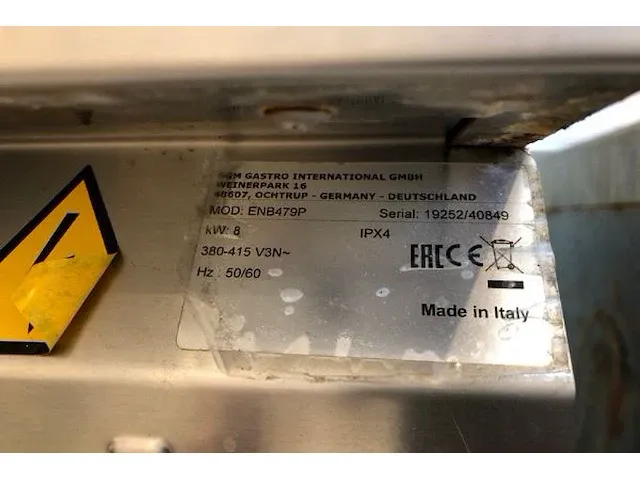 GASTRO INTERNATIONAL GMBH
WEINERPARK 16
48607, OCHTRUP - GERMANY - DEUTSCHLAND
MOD: ENB479P Serial: 19252/40849
kW: 8 IPX4
380-415 V3N~
Hz : 50/60
EAC CE
Made in Italy